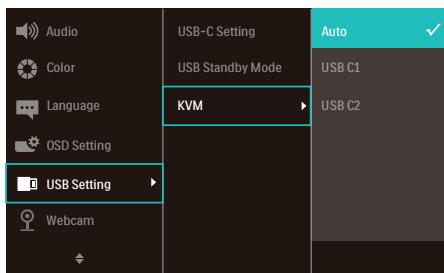 Audio
Color
Language
OSD Setting
USB Setting
Webcam
USB-C Setting
USB Standby Mode
KVM
Auto
USB C1
USB C2